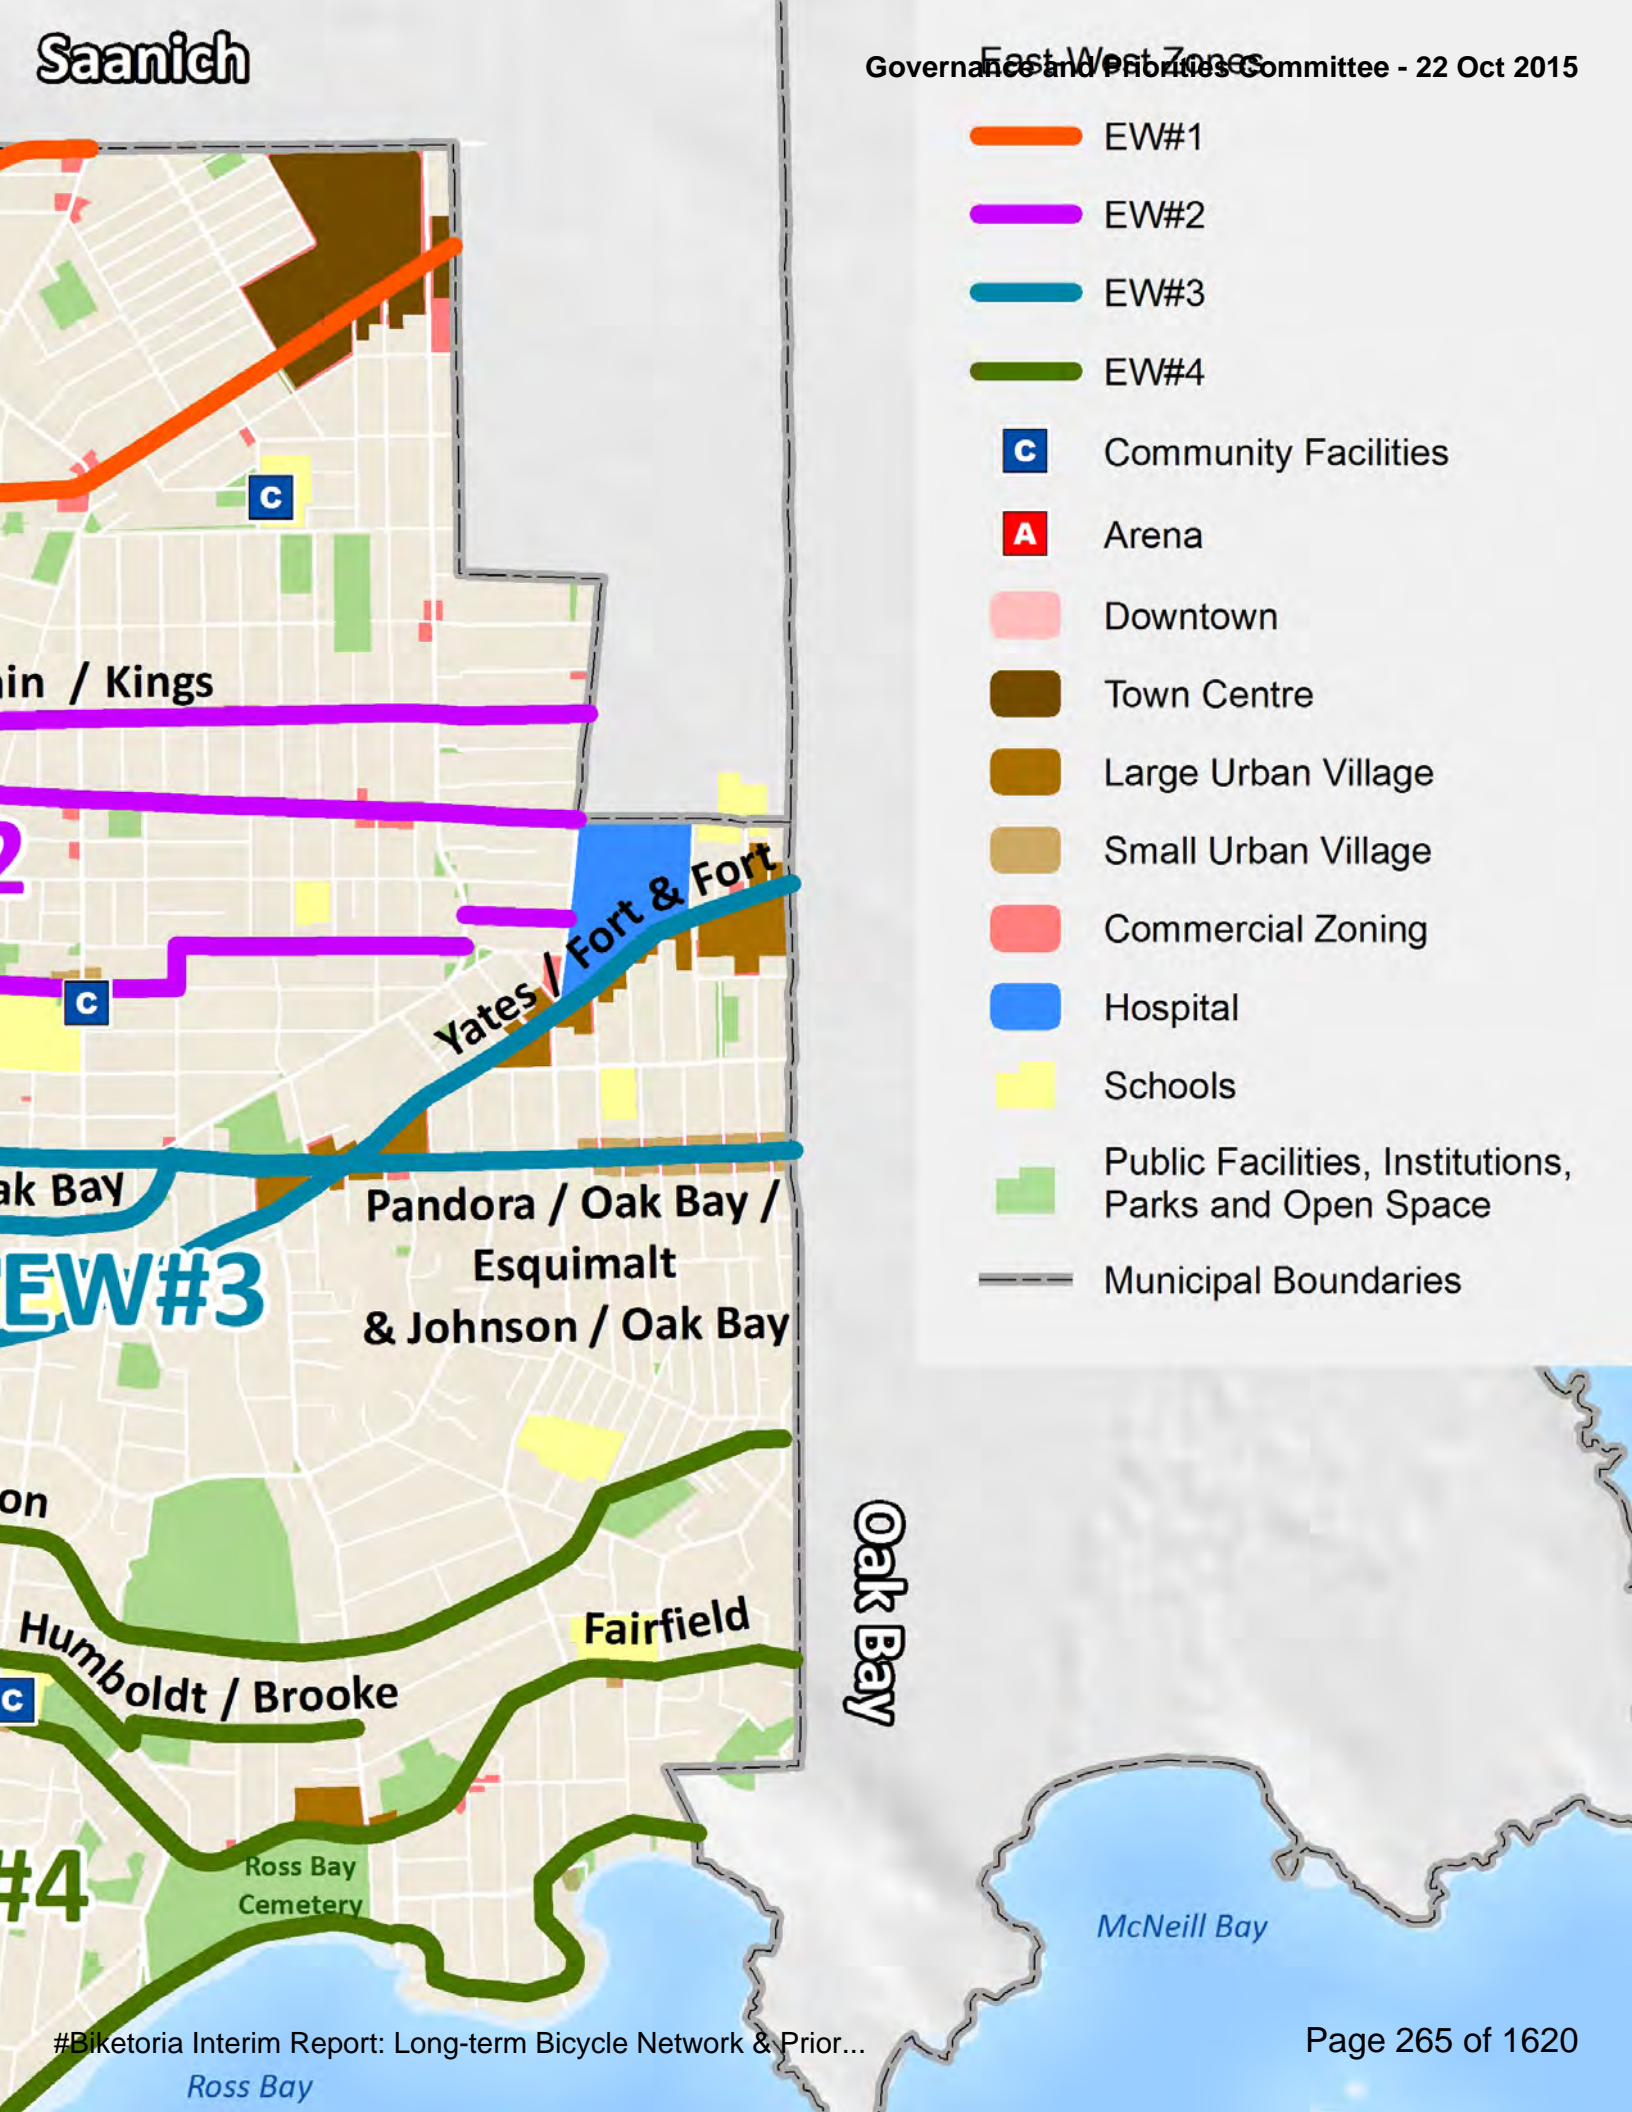 Saanich
Governance and Priorities Committee - 22 Oct 2015
East-West Zones
EW#1
EW#2
EW#3
EW#4
C Community Facilities
A Arena
Downtown
Town Centre
Large Urban Village
Small Urban Village
Commercial Zoning
Hospital
Schools
Public Facilities, Institutions,
Parks and Open Space
Municipal Boundaries
C
in / Kings
2
Yates / Fort & Fort
C
ak Bay
Pandora / Oak Bay /
Esquimalt
& Johnson / Oak Bay
EW#3
on
Oak Bay
Humboldt / Brooke
Fairfield
C
#4
Ross Bay
Cemetery
McNeill Bay
#Biketoria Interim Report: Long-term Bicycle Network & Prior...
Page 265 of 1620
Ross Bay